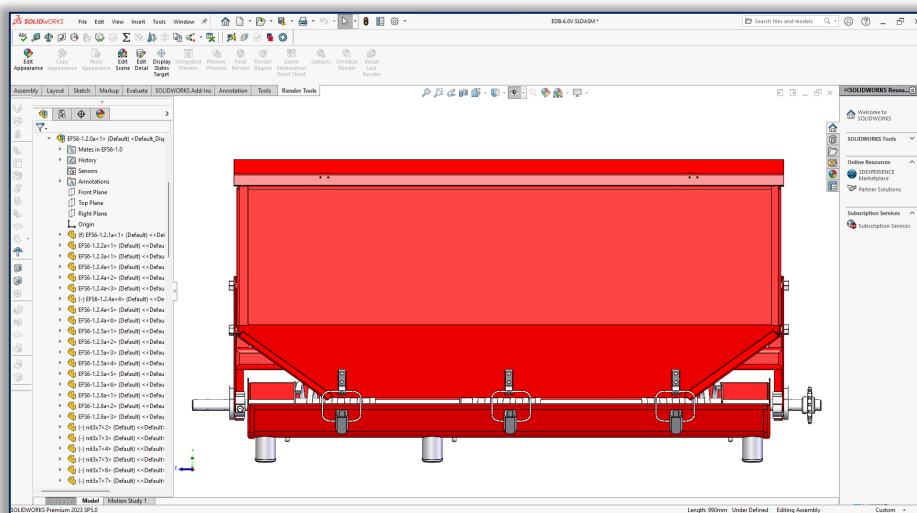 SOLIDWORKS File Edit View Insert Tools Window EDB-6.0V.SLDASM * Search files and models
Edit Appearance Copy Appearance Paste Appearance Edit Scene Edit Decal Display States Target Integrated Preview Preview Window Final Render Render Region Scene Illumination Proof Sheet Options Schedule Render Recall Last Render
Assembly Layout Sketch Markup Evaluate SOLIDWORKS Add-Ins Annotation Tools Render Tools
EFS6-1.2.0a<1> (Default) <Default_Disp
Mates in EFS6-1.0
History
Sensors
Annotations
Front Plane
Top Plane
Right Plane
Origin
(f) EFS6-1.2.1a<1> (Default) <<Def
EFS6-1.2.2a<1> (Default) <<Defau
EFS6-1.2.3a<1> (Default) <<Defau
EFS6-1.2.4a<1> (Default) <<Defau
EFS6-1.2.4a<2> (Default) <<Defau
EFS6-1.2.4a<3> (Default) <<Defau
(-) EFS6-1.2.4a<4> (Default) <<De
EFS6-1.2.4a<5> (Default) <<Defau
EFS6-1.2.4a<6> (Default) <<Defau
EFS6-1.2.5a<1> (Default) <<Defau
EFS6-1.2.5a<2> (Default) <<Defau
EFS6-1.2.5a<3> (Default) <<Defau
EFS6-1.2.5a<4> (Default) <<Defau
EFS6-1.2.5a<5> (Default) <<Defau
EFS6-1.2.5a<6> (Default) <<Defau
EFS6-1.2.6a<1> (Default) <<Defau
EFS6-1.2.6a<2> (Default) <<Defau
EFS6-1.2.6a<3> (Default) <<Defau
(-) nit3x7<2> (Default) <<Default>
(-) nit3x7<3> (Default) <<Default>
(-) nit3x7<4> (Default) <<Default>
(-) nit3x7<5> (Default) <<Default>
(-) nit3x7<6> (Default) <<Default>
(-) nit3x7<7> (Default) <<Default>
Model Motion Study 1
SOLIDWORKS Premium 2023 SP5.0 Length: 990mm Under Defined Editing Assembly Custom
Y
Z
<<SOLIDWORKS Resou...
Welcome to
SOLIDWORKS
SOLIDWORKS Tools
Online Resources
3DEXPERIENCE
Marketplace
Partner Solutions
Subscription Services
Subscription Services